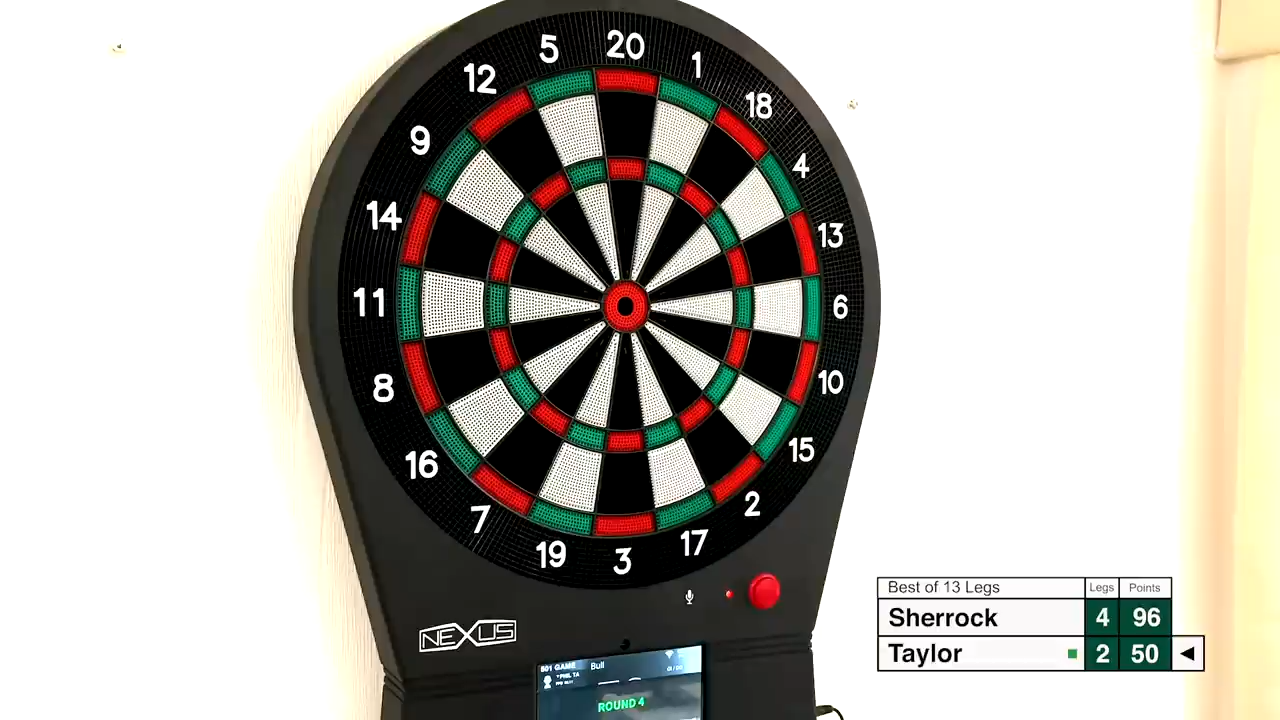 5 20 1
12 18
9 4
14 13
11 6
8 10
16 15
7 2
19 3 17
NEXUS
501 GAME Bull
ROUND 4
Best of 13 Legs Legs Points
Sherrock 4 96
Taylor 2 50